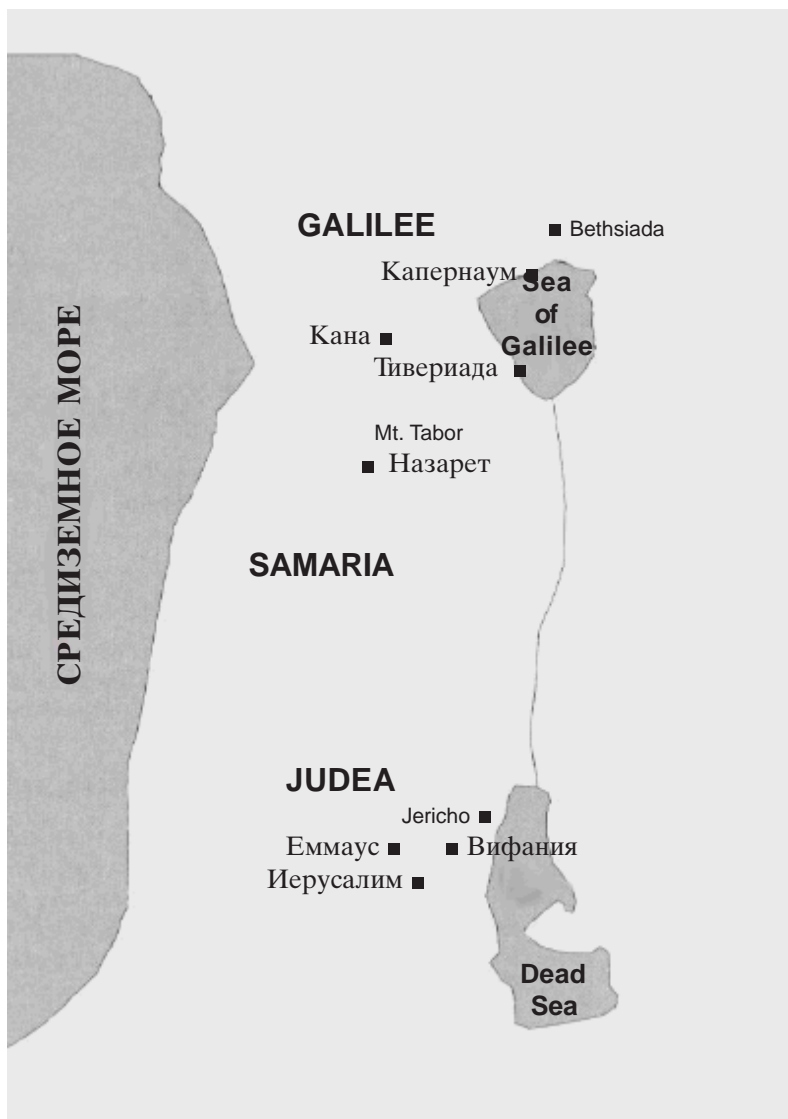 GALILEE
Bethsiada
Капернаум
Sea
of
Galilee
Кана
Тивериада
Mt. Tabor
Назарет
СРЕДИЗЕМНОЕ МОРЕ
SAMARIA
JUDEA
Jericho
Еммаус
Вифания
Иерусалим
Dead
Sea